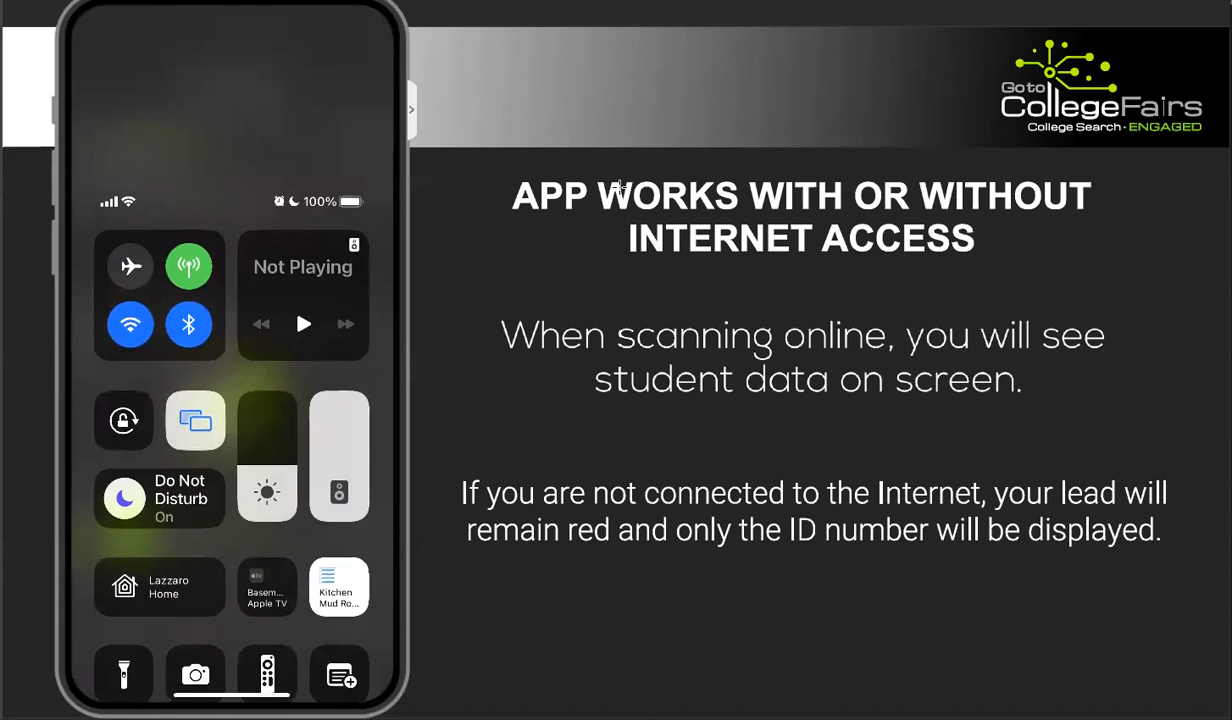 Go to
CollegeFairs
College Search · ENGAGED
APP WORKS WITH OR WITHOUT
INTERNET ACCESS
When scanning online, you will see
student data on screen.
If you are not connected to the Internet, your lead will
remain red and only the ID number will be displayed.
100%
Not Playing
Do Not
Disturb
On
Lazzaro
Home
tv
Basem...
Apple TV
Kitchen
Mud Ro...